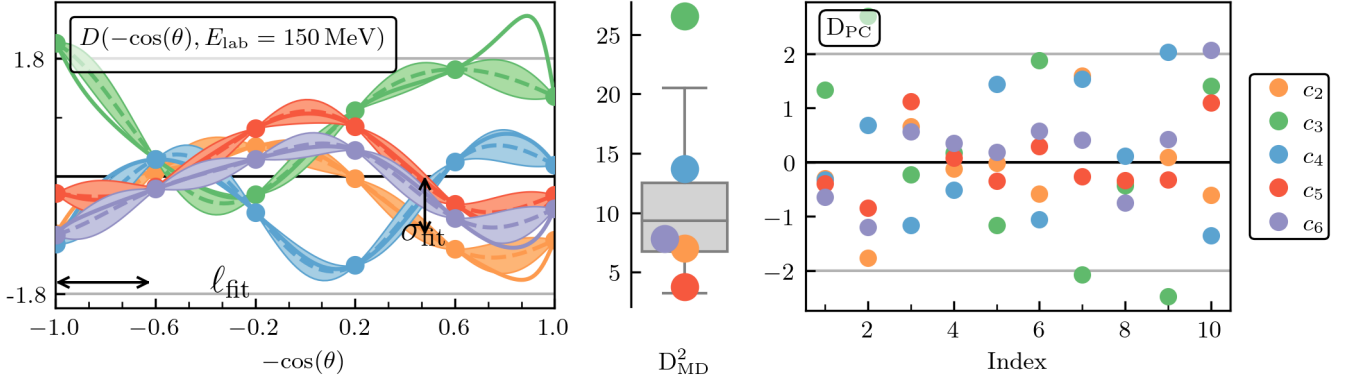 D(−cos(θ), E_lab = 150 MeV)
1.8
-1.8
−1.0
−0.6
−0.2
0.2
0.6
1.0
−cos(θ)
ℓ_fit
σ_fit
25
20
15
10
5
D²_MD
D_PC
2
1
0
−1
−2
2
4
6
8
10
Index
c_2
c_3
c_4
c_5
c_6